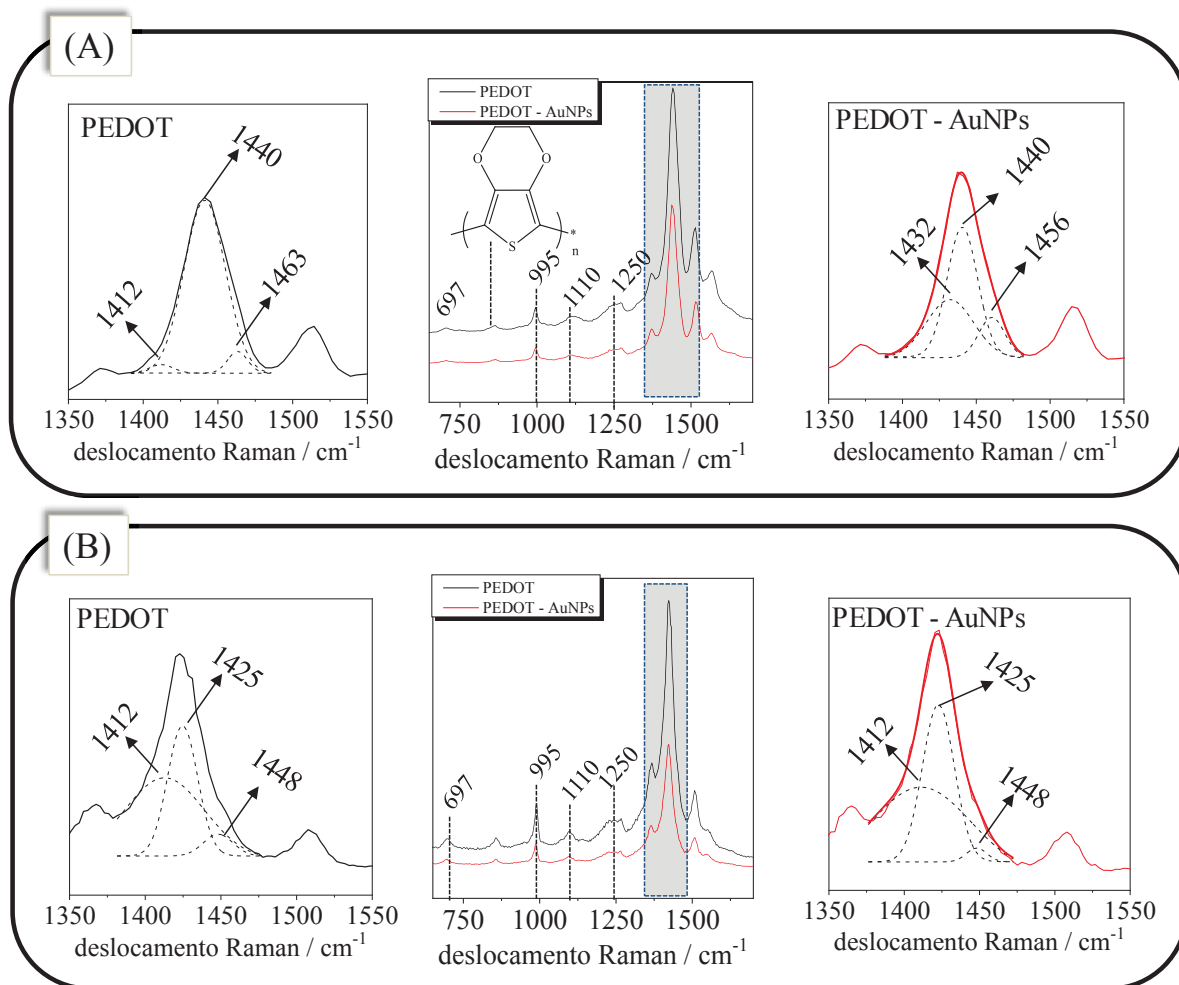 (A)
PEDOT
1412
1440
1463
1350 1400 1450 1500 1550
deslocamento Raman / cm-1
PEDOT
PEDOT - AuNPs
O O
S
* n
697
995
1110
1250
750 1000 1250 1500
deslocamento Raman / cm-1
PEDOT - AuNPs
1432
1440
1456
1350 1400 1450 1500 1550
deslocamento Raman / cm-1
(B)
PEDOT
1412
1425
1448
1350 1400 1450 1500 1550
deslocamento Raman / cm-1
PEDOT
PEDOT - AuNPs
697
995
1110
1250
750 1000 1250 1500
deslocamento Raman / cm-1
PEDOT - AuNPs
1412
1425
1448
1350 1400 1450 1500 1550
deslocamento Raman / cm-1